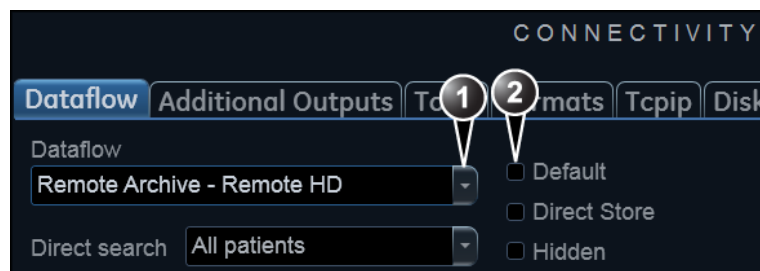 CONNECTIVITY
Dataflow Additional Outputs Tcpip
1 2
Dataflow
Remote Archive - Remote HD
Default
Direct Store
Direct search All patients
Hidden